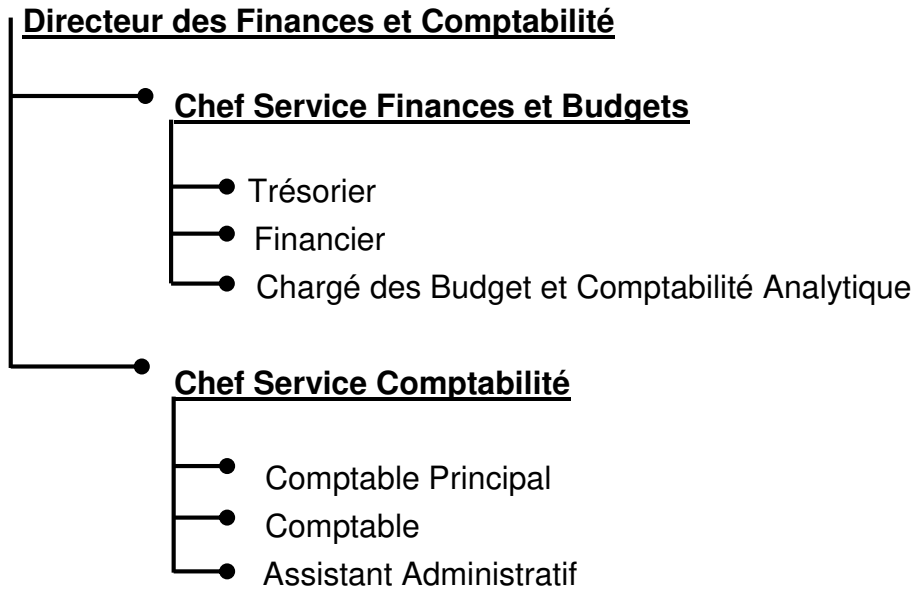 Directeur des Finances et Comptabilité
Chef Service Finances et Budgets
Trésorier
Financier
Chargé des Budget et Comptabilité Analytique
Chef Service Comptabilité
Comptable Principal
Comptable
Assistant Administratif